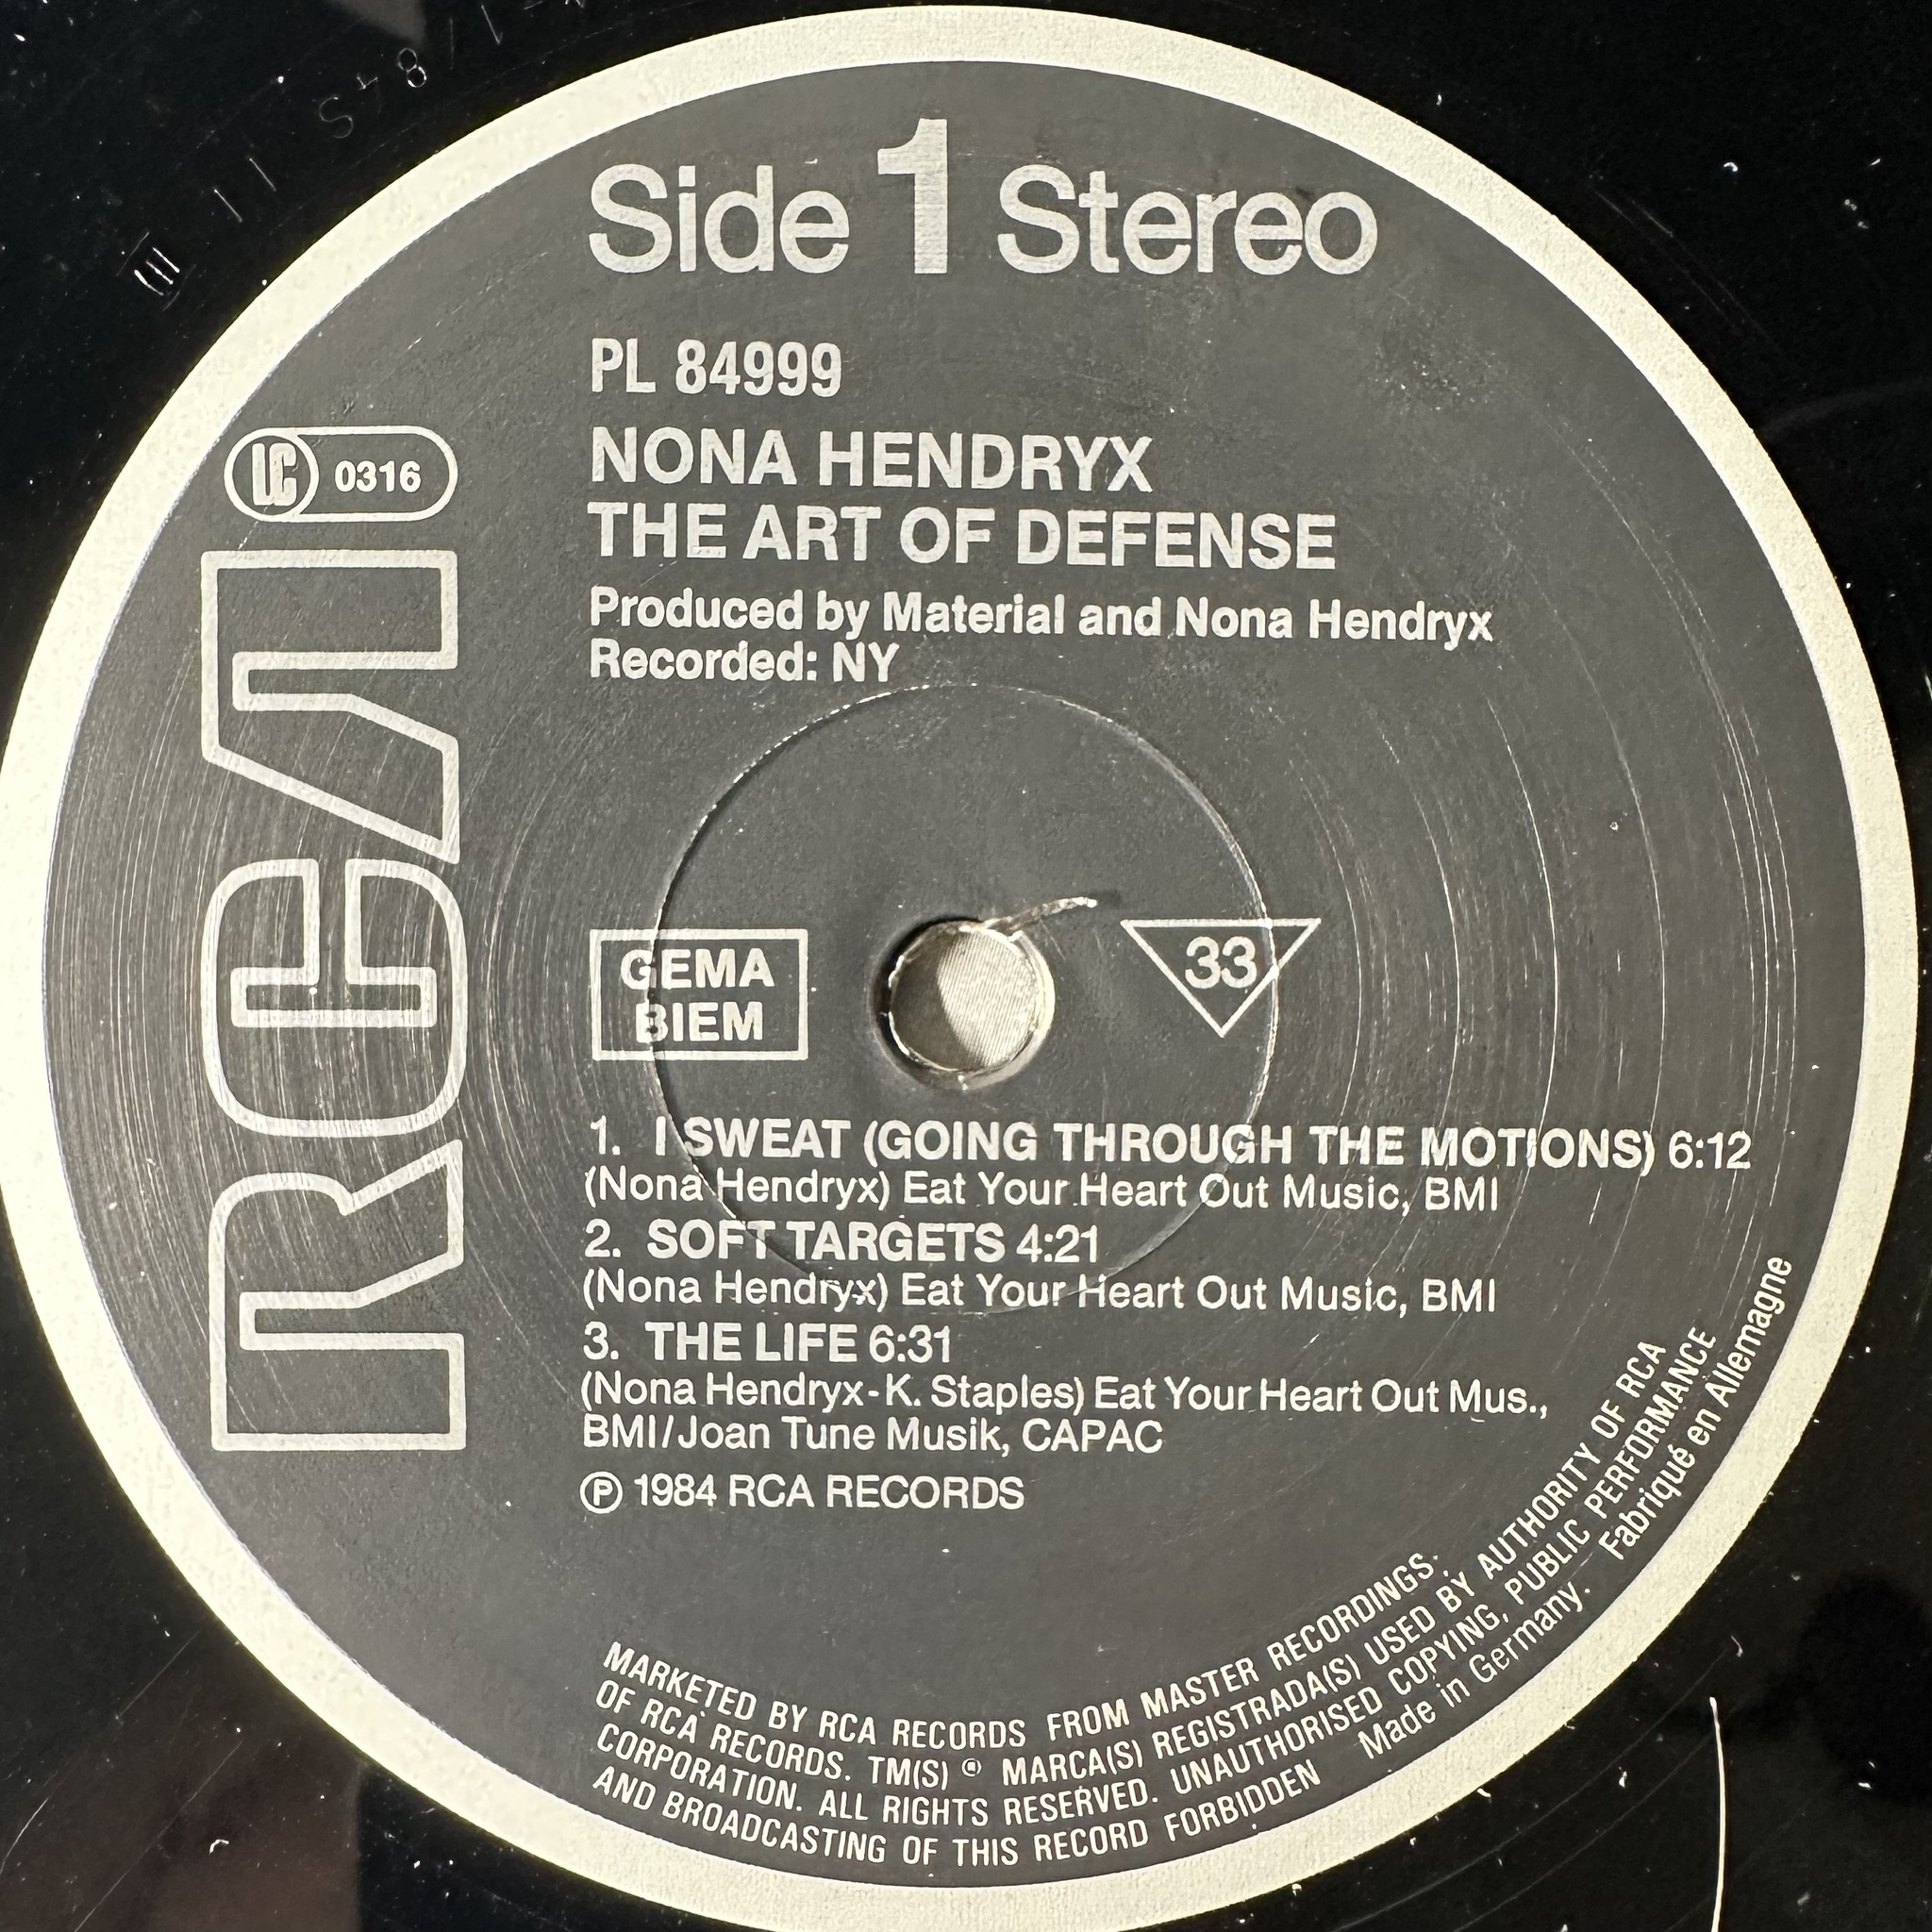 Side 1 Stereo
PL 84999
LC 0316
NONA HENDRYX
THE ART OF DEFENSE
Produced by Material and Nona Hendryx
Recorded: NY
RCA
GEMA
BIEM
33
1. I SWEAT (GOING THROUGH THE MOTIONS) 6:12
(Nona Hendryx) Eat Your Heart Out Music, BMI
2. SOFT TARGETS 4:21
(Nona Hendryx) Eat Your Heart Out Music, BMI
3. THE LIFE 6:31
(Nona Hendryx-K. Staples) Eat Your Heart Out Mus.,
BMI/Joan Tune Musik, CAPAC
℗ 1984 RCA RECORDS
MARKETED BY RCA RECORDS FROM MASTER RECORDINGS.
OF RCA RECORDS. TM(S) ® MARCA(S) REGISTRADA(S) USED BY AUTHORITY OF RCA
CORPORATION. ALL RIGHTS RESERVED. UNAUTHORISED COPYING, PUBLIC PERFORMANCE
AND BROADCASTING OF THIS RECORD FORBIDDEN Made in Germany. Fabriqué en Allemagne